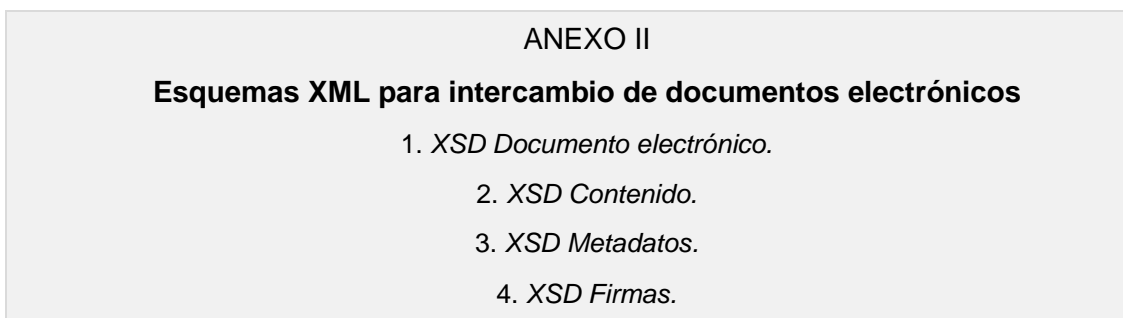 ANEXO II
Esquemas XML para intercambio de documentos electrónicos
1. XSD Documento electrónico.
2. XSD Contenido.
3. XSD Metadatos.
4. XSD Firmas.